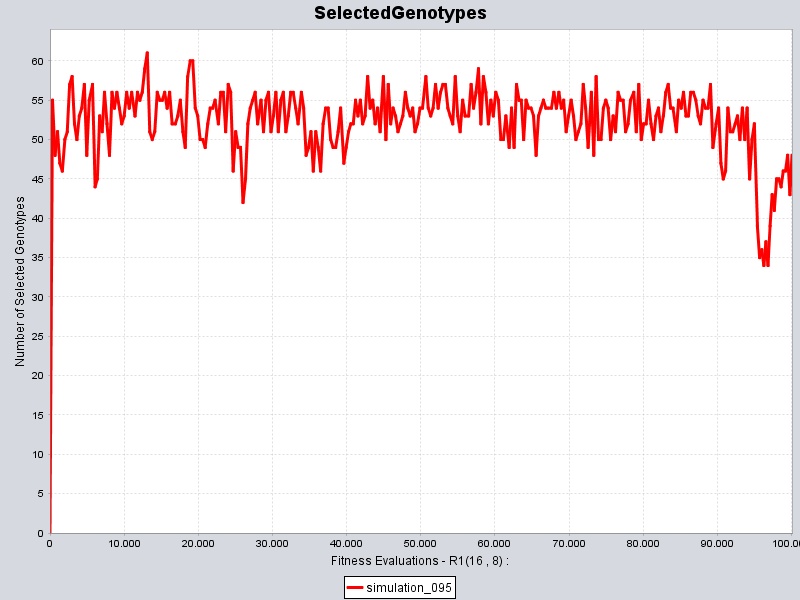 SelectedGenotypes
Number of Selected Genotypes
60
55
50
45
40
35
30
25
20
15
10
5
0
0 10.000 20.000 30.000 40.000 50.000 60.000 70.000 80.000 90.000 100.00
Fitness Evaluations - R1(16 , 8) :
simulation_095